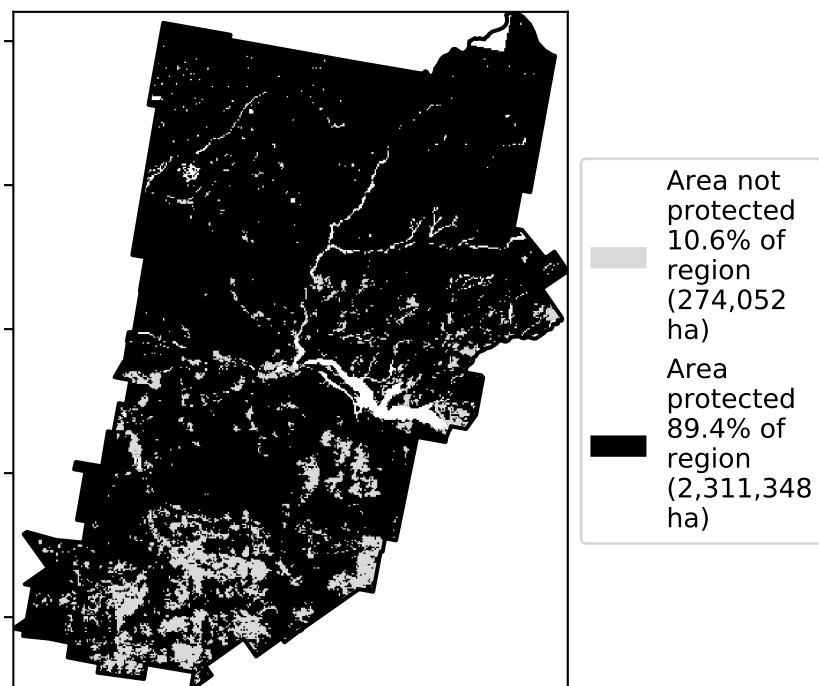 Area not
protected
10.6% of
region
(274,052
ha)
Area
protected
89.4% of
region
(2,311,348
ha)